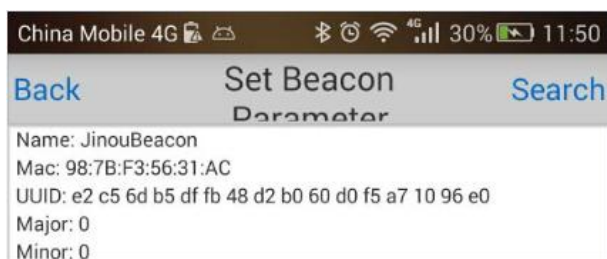 China Mobile 4G 4G 30% 11:50
Back Set Beacon Parameter Search
Name: JinouBeacon
Mac: 98:7B:F3:56:31:AC
UUID: e2 c5 6d b5 df fb 48 d2 b0 60 d0 f5 a7 10 96 e0
Major: 0
Minor: 0